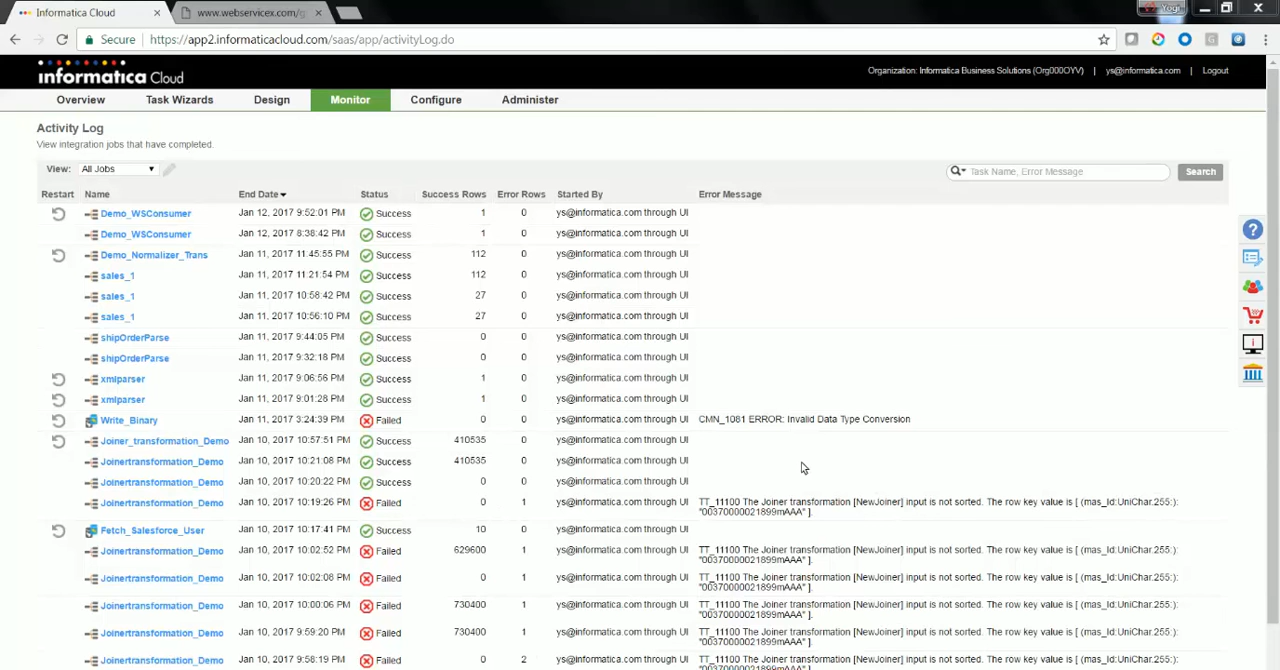 Informatica Cloud
www.webservicex.com/g
Yogi
Secure
https://app2.informaticacloud.com/saas/app/activityLog.do
informatica Cloud
Organization: Informatica Business Solutions (Org000OYV) | ys@informatica.com | Logout
Overview Task Wizards Design Monitor Configure Administer
Activity Log
View integration jobs that have completed.
View: All Jobs Task Name, Error Message Search
Restart Name End Date Status Success Rows Error Rows Started By Error Message
Demo_WSConsumer Jan 12, 2017 9:52:01 PM Success 1 0 ys@informatica.com through UI
Demo_WSConsumer Jan 12, 2017 8:38:42 PM Success 1 0 ys@informatica.com through UI
Demo_Normalizer_Trans Jan 11, 2017 11:45:55 PM Success 112 0 ys@informatica.com through UI
sales_1 Jan 11, 2017 11:21:54 PM Success 112 0 ys@informatica.com through UI
sales_1 Jan 11, 2017 10:58:42 PM Success 27 0 ys@informatica.com through UI
sales_1 Jan 11, 2017 10:56:10 PM Success 27 0 ys@informatica.com through UI
shipOrderParse Jan 11, 2017 9:44:05 PM Success 0 0 ys@informatica.com through UI
shipOrderParse Jan 11, 2017 9:32:18 PM Success 0 0 ys@informatica.com through UI
xmlparser Jan 11, 2017 9:06:56 PM Success 1 0 ys@informatica.com through UI
xmlparser Jan 11, 2017 9:01:28 PM Success 1 0 ys@informatica.com through UI
Write_Binary Jan 11, 2017 3:24:39 PM Failed 0 0 ys@informatica.com through UI CMN_1081 ERROR: Invalid Data Type Conversion
Joiner_transformation_Demo Jan 10, 2017 10:57:51 PM Success 410535 0 ys@informatica.com through UI
Joinertransformation_Demo Jan 10, 2017 10:21:08 PM Success 410535 0 ys@informatica.com through UI
Joinertransformation_Demo Jan 10, 2017 10:20:22 PM Success 0 0 ys@informatica.com through UI
Joinertransformation_Demo Jan 10, 2017 10:19:26 PM Failed 0 1 ys@informatica.com through UI TT_11100 The Joiner transformation [NewJoiner] input is not sorted. The row key value is [ (mas_Id:UniChar.255:):
"0037000021899mAAA" ].
Fetch_Salesforce_User Jan 10, 2017 10:17:41 PM Success 10 0 ys@informatica.com through UI
Joinertransformation_Demo Jan 10, 2017 10:02:52 PM Failed 629600 1 ys@informatica.com through UI TT_11100 The Joiner transformation [NewJoiner] input is not sorted. The row key value is [ (mas_Id:UniChar.255:):
"0037000021899mAAA" ].
Joinertransformation_Demo Jan 10, 2017 10:02:08 PM Failed 0 1 ys@informatica.com through UI TT_11100 The Joiner transformation [NewJoiner] input is not sorted. The row key value is [ (mas_Id:UniChar.255:):
"0037000021899mAAA" ].
Joinertransformation_Demo Jan 10, 2017 10:00:06 PM Failed 730400 1 ys@informatica.com through UI TT_11100 The Joiner transformation [NewJoiner] input is not sorted. The row key value is [ (mas_Id:UniChar.255:):
"0037000021899mAAA" ].
Joinertransformation_Demo Jan 10, 2017 9:59:20 PM Failed 730400 1 ys@informatica.com through UI TT_11100 The Joiner transformation [NewJoiner] input is not sorted. The row key value is [ (mas_Id:UniChar.255:):
"0037000021899mAAA" ].
Joinertransformation_Demo Jan 10, 2017 9:58:19 PM Failed 0 2 ys@informatica.com through UI TT_11100 The Joiner transformation [NewJoiner] input is not sorted. The row key value is [ (mas_Id:UniChar.255:):